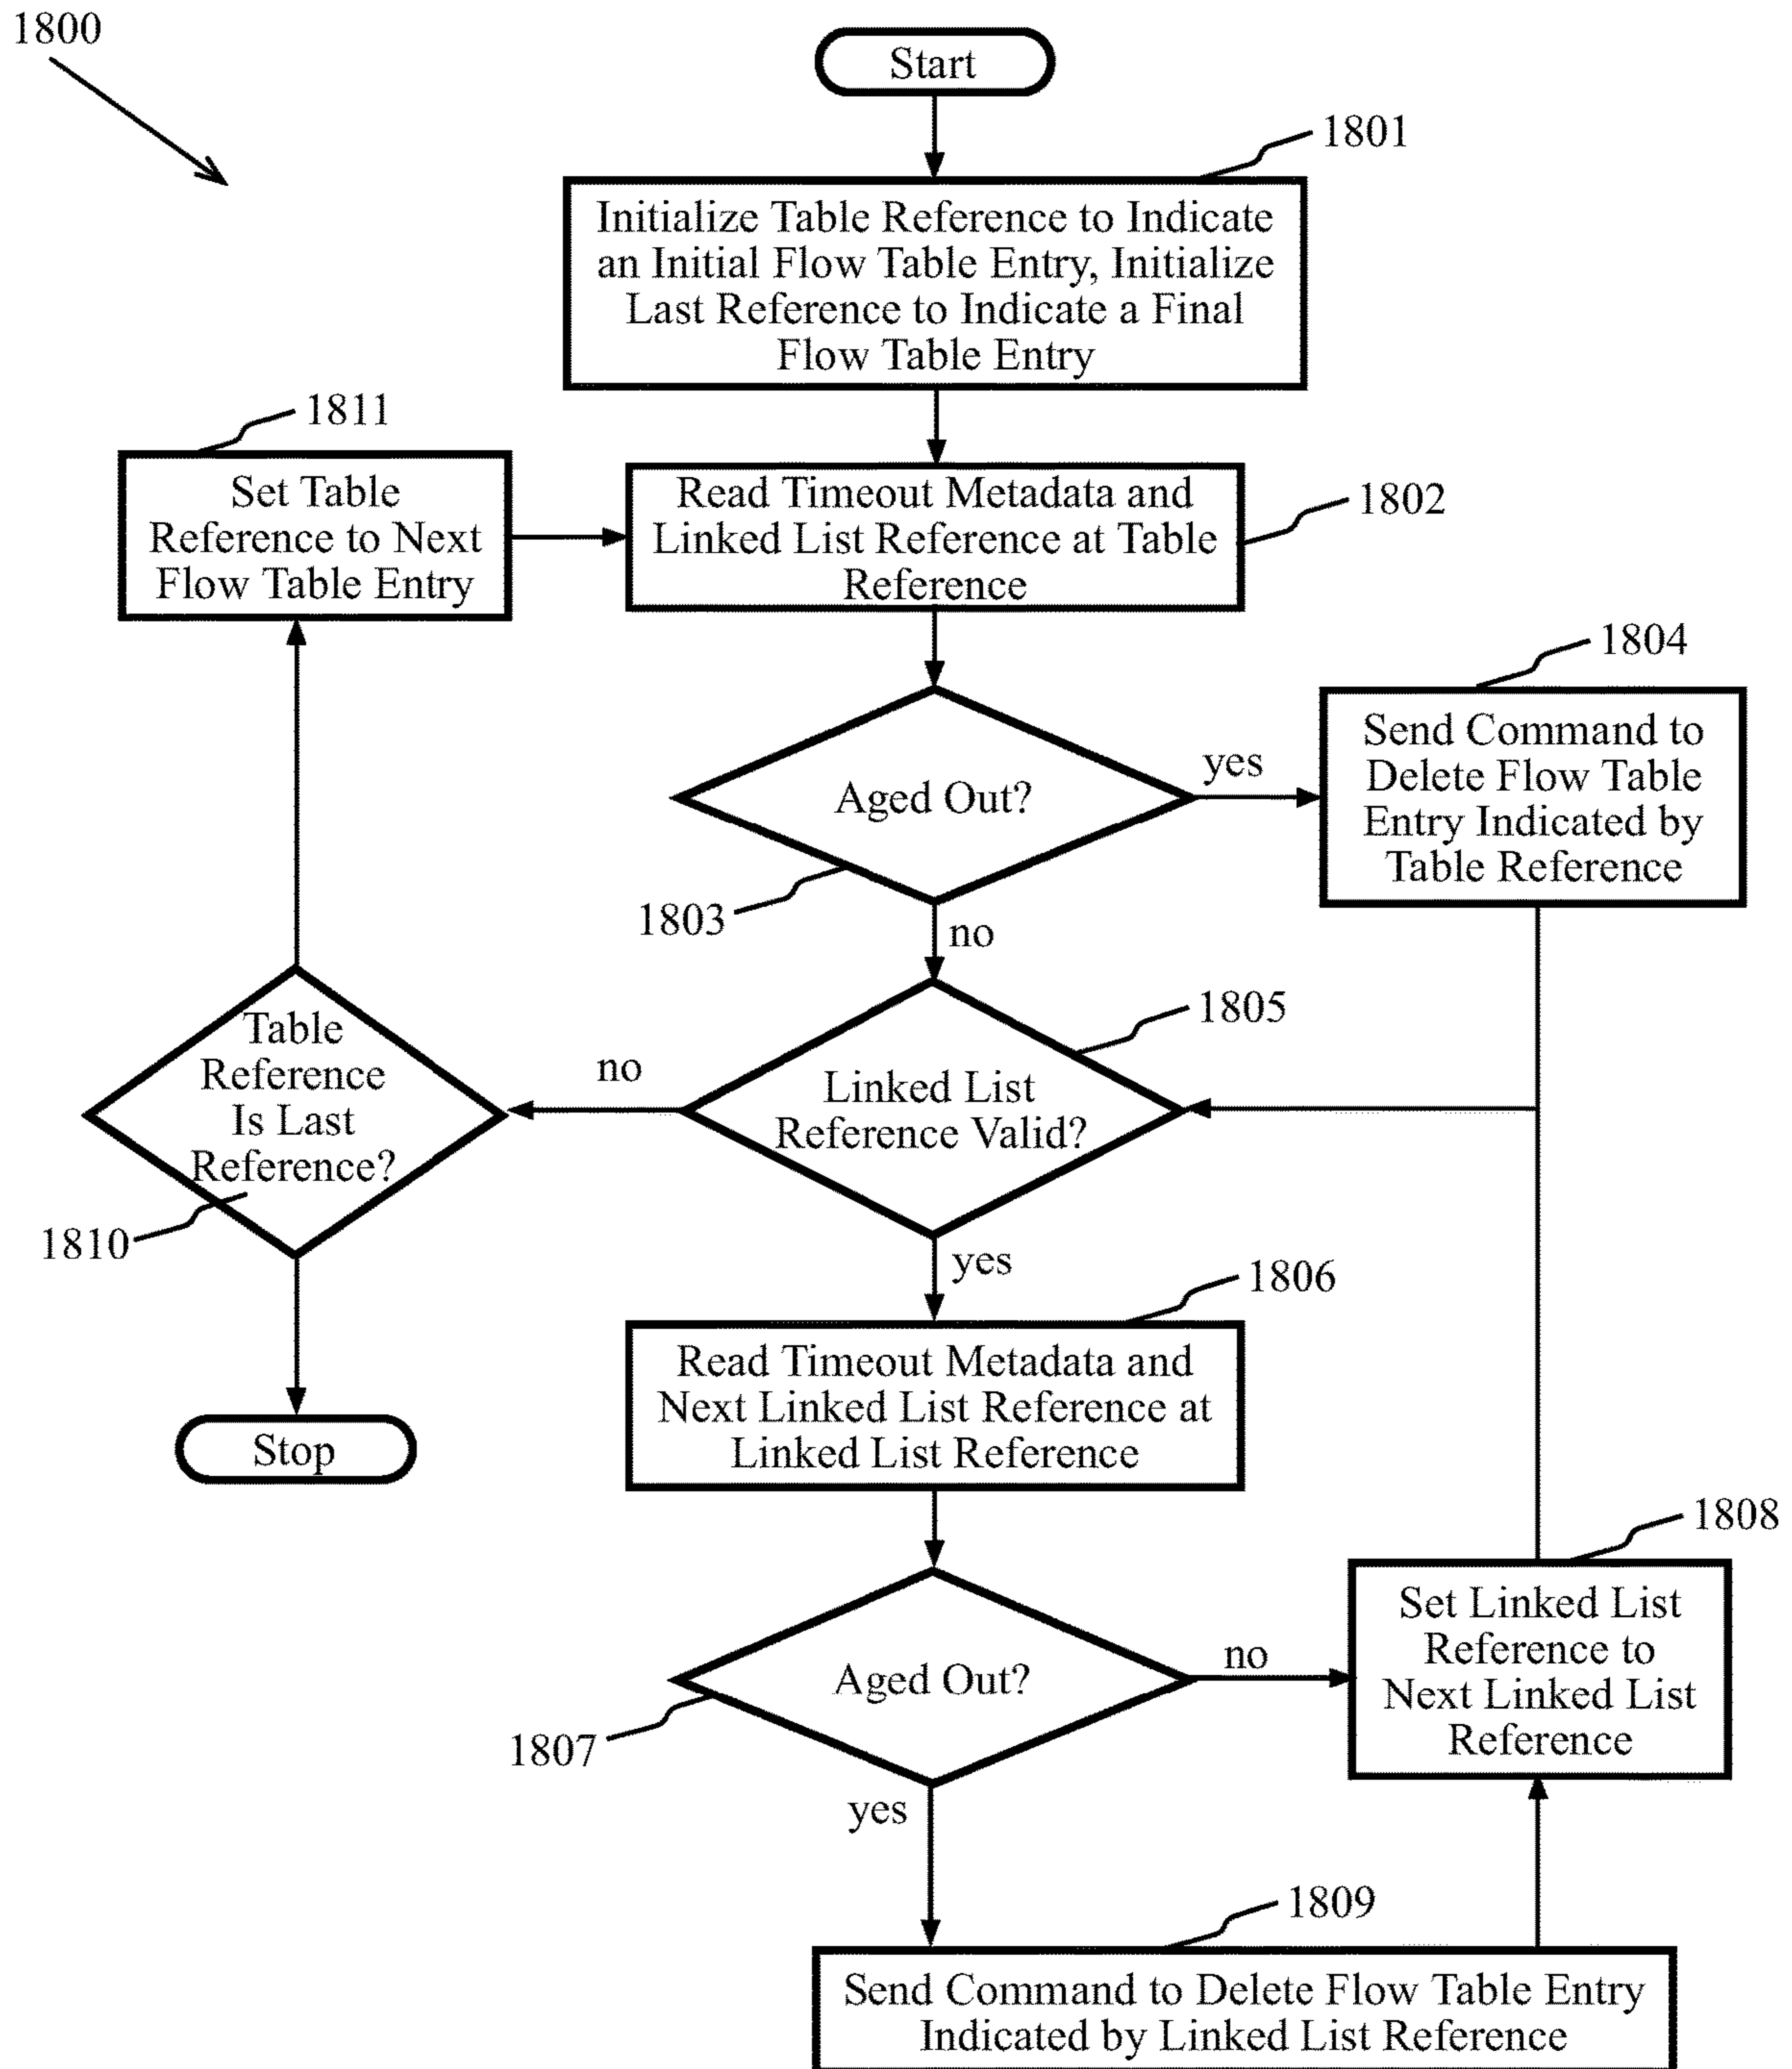 1800
Start
1801
Initialize Table Reference to Indicate
an Initial Flow Table Entry, Initialize
Last Reference to Indicate a Final
Flow Table Entry
1811
Set Table
Reference to Next
Flow Table Entry
Read Timeout Metadata and
Linked List Reference at Table
Reference
1802
1804
Send Command to
Delete Flow Table
Entry Indicated by
Table Reference
yes
Aged Out?
1803
no
1805
Linked List
Reference Valid?
no
Table
Reference
Is Last
Reference?
1810
Stop
yes
1806
Read Timeout Metadata and
Next Linked List Reference at
Linked List Reference
1808
Set Linked List
Reference to
Next Linked List
Reference
no
Aged Out?
1807
yes
1809
Send Command to Delete Flow Table Entry
Indicated by Linked List Reference